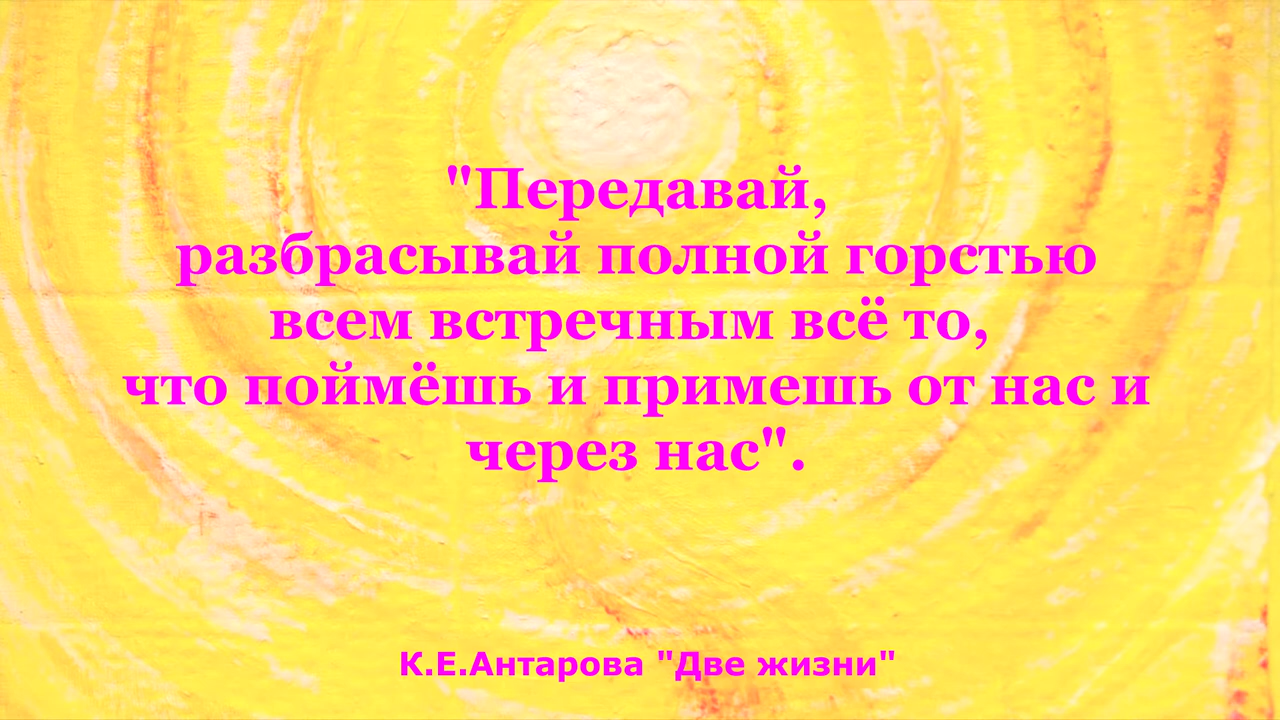 "Передавай,
разбрасывай полной горстью
всем встречным всё то,
что поймёшь и примешь от нас и
через нас".
К.Е.Антарова "Две жизни"